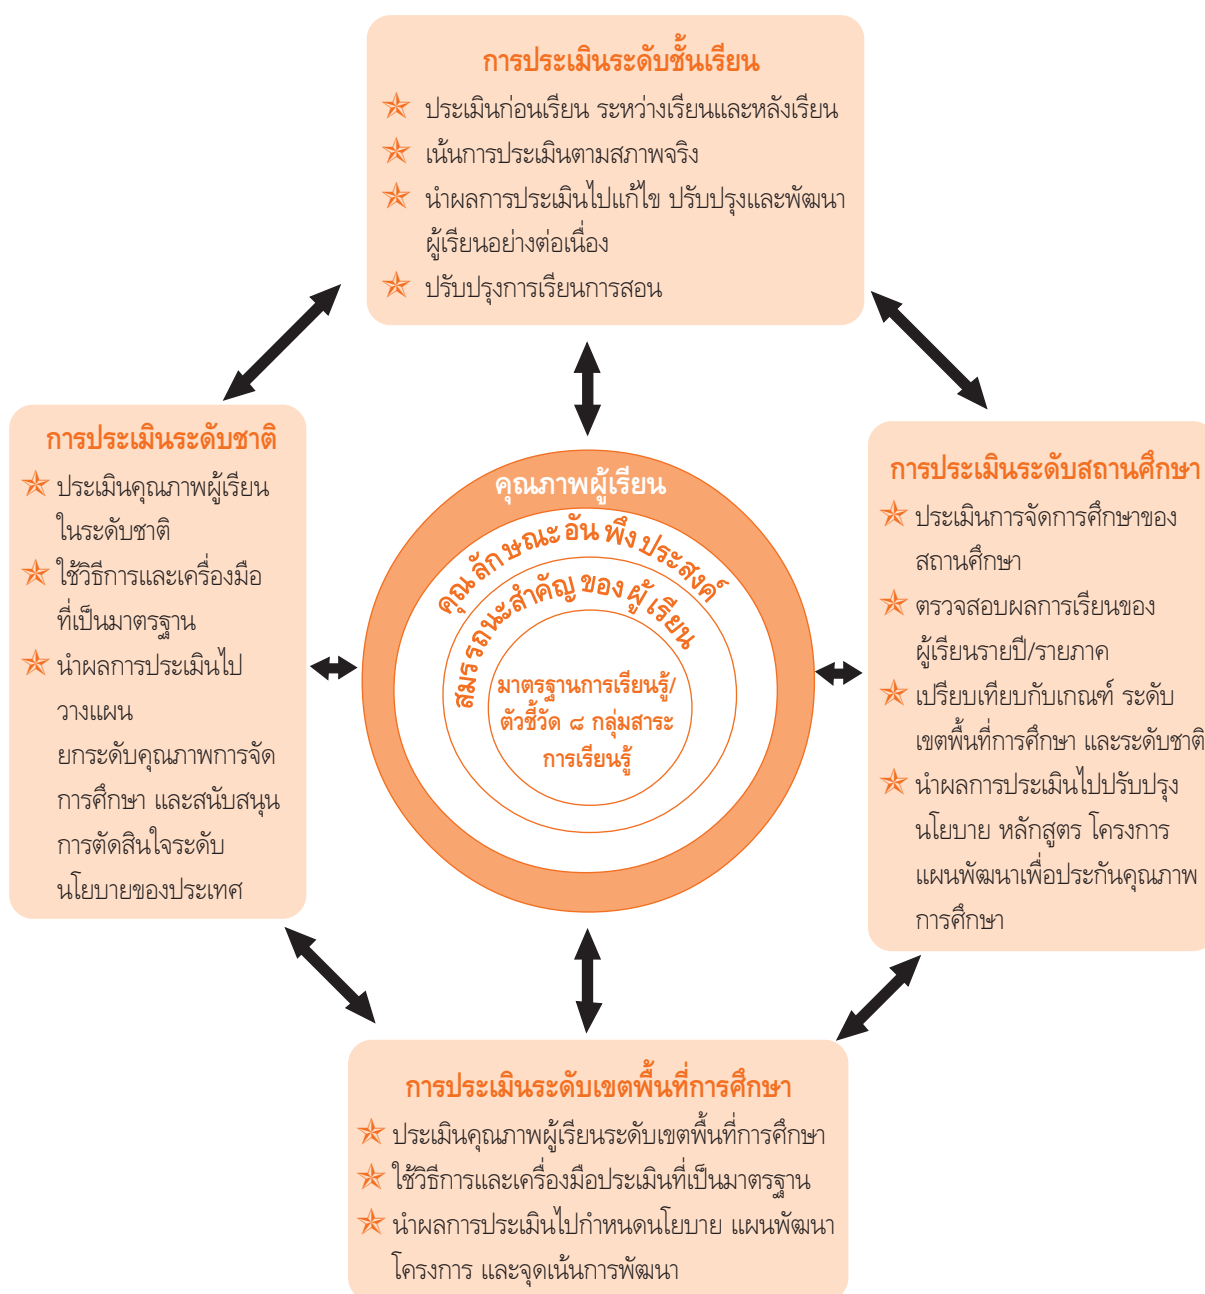 การประเมินระดับชั้นเรียน
ประเมินก่อนเรียน ระหว่างเรียนและหลังเรียน
เน้นการประเมินตามสภาพจริง
นำผลการประเมินไปแก้ไข ปรับปรุงและพัฒนา
ผู้เรียนอย่างต่อเนื่อง
ปรับปรุงการเรียนการสอน
การประเมินระดับชาติ
ประเมินคุณภาพผู้เรียน
ในระดับชาติ
ใช้วิธีการและเครื่องมือ
ที่เป็นมาตรฐาน
นำผลการประเมินไป
วางแผน
ยกระดับคุณภาพการจัด
การศึกษา และสนับสนุน
การตัดสินใจระดับ
นโยบายของประเทศ
คุณภาพผู้เรียน
คุณลักษณะอันพึงประสงค์
สมรรถนะสำคัญของผู้เรียน
มาตรฐานการเรียนรู้/
ตัวชี้วัด ๘ กลุ่มสาระ
การเรียนรู้
การประเมินระดับสถานศึกษา
ประเมินการจัดการศึกษาของ
สถานศึกษา
ตรวจสอบผลการเรียนของ
ผู้เรียนรายปี/รายภาค
เปรียบเทียบกับเกณฑ์ ระดับ
เขตพื้นที่การศึกษา และระดับชาติ
นำผลการประเมินไปปรับปรุง
นโยบาย หลักสูตร โครงการ
แผนพัฒนาเพื่อประกันคุณภาพ
การศึกษา
การประเมินระดับเขตพื้นที่การศึกษา
ประเมินคุณภาพผู้เรียนระดับเขตพื้นที่การศึกษา
ใช้วิธีการและเครื่องมือประเมินที่เป็นมาตรฐาน
นำผลการประเมินไปกำหนดนโยบาย แผนพัฒนา
โครงการ และจุดเน้นการพัฒนา